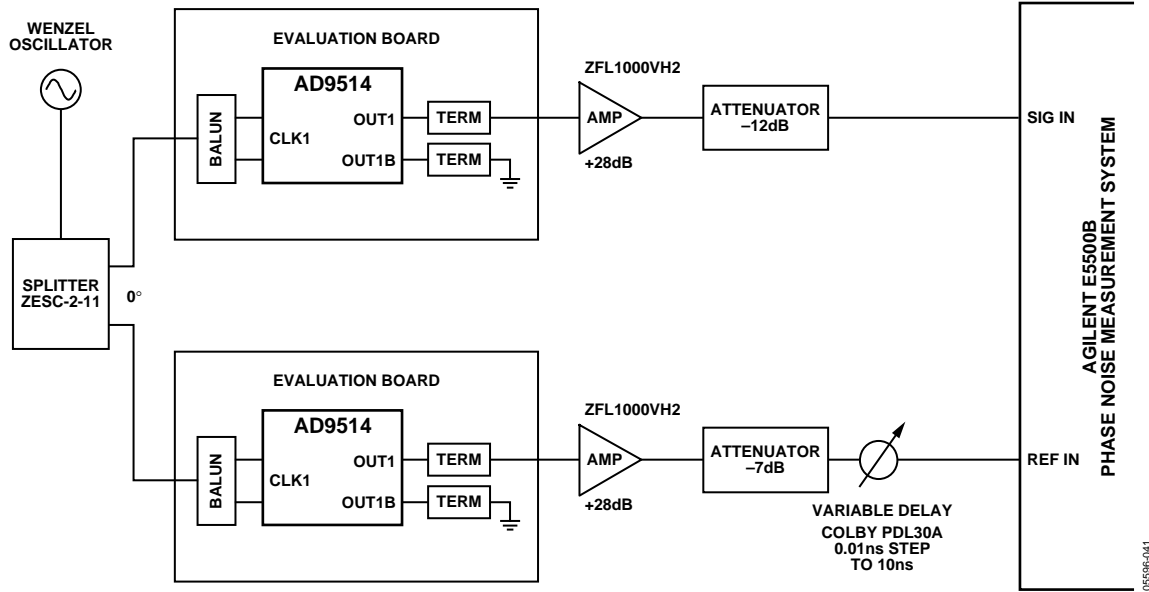 WENZEL
OSCILLATOR
SPLITTER
ZESC-2-11
0°
EVALUATION BOARD
BALUN
AD9514
CLK1
OUT1
OUT1B
TERM
TERM
ZFL1000VH2
AMP
+28dB
ATTENUATOR
–12dB
SIG IN
EVALUATION BOARD
BALUN
AD9514
CLK1
OUT1
OUT1B
TERM
TERM
ZFL1000VH2
AMP
+28dB
ATTENUATOR
–7dB
VARIABLE DELAY
COLBY PDL30A
0.01ns STEP
TO 10ns
REF IN
AGILENT E5500B
PHASE NOISE MEASUREMENT SYSTEM
05596-041